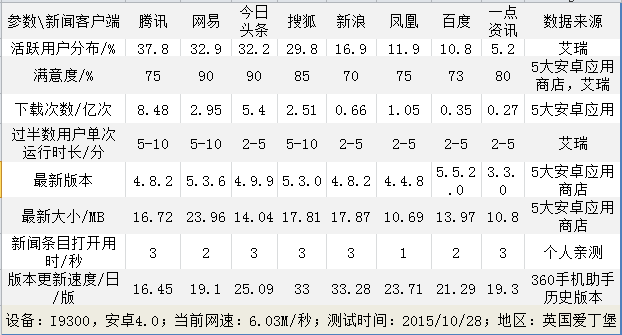 参数\新闻客户端 腾讯 网易 今日头条 搜狐 新浪 凤凰 百度 一点资讯 数据来源
活跃用户分布/% 37.8 32.9 32.2 29.8 16.9 11.9 10.8 5.2 艾瑞
满意度/% 75 90 90 85 70 75 73 80 5大安卓应用商店，艾瑞
下载次数/亿次 8.48 2.95 5.4 2.51 0.66 1.05 0.35 0.27 5大安卓应用
过半数用户单次运行时长/分 5-10 5-10 2-5 5-10 2-5 2-5 2-5 2-5 艾瑞
最新版本 4.8.2 5.3.6 4.9.9 5.3.0 4.8.2 4.4.8 5.5.2.0 3.3.0 5大安卓应用商店
最新大小/MB 16.72 23.96 14.04 17.81 17.87 10.69 13.97 10.8 5大安卓应用商店
新闻条目打开用时/秒 3 2 3 3 3 1 2 3 个人亲测
版本更新速度/日/版 16.45 19.1 25.09 33 33.28 23.71 21.29 19.3 360手机助手历史版本
设备：I9300，安卓4.0；当前网速：6.03M/秒；测试时间：2015/10/28；地区：英国爱丁堡